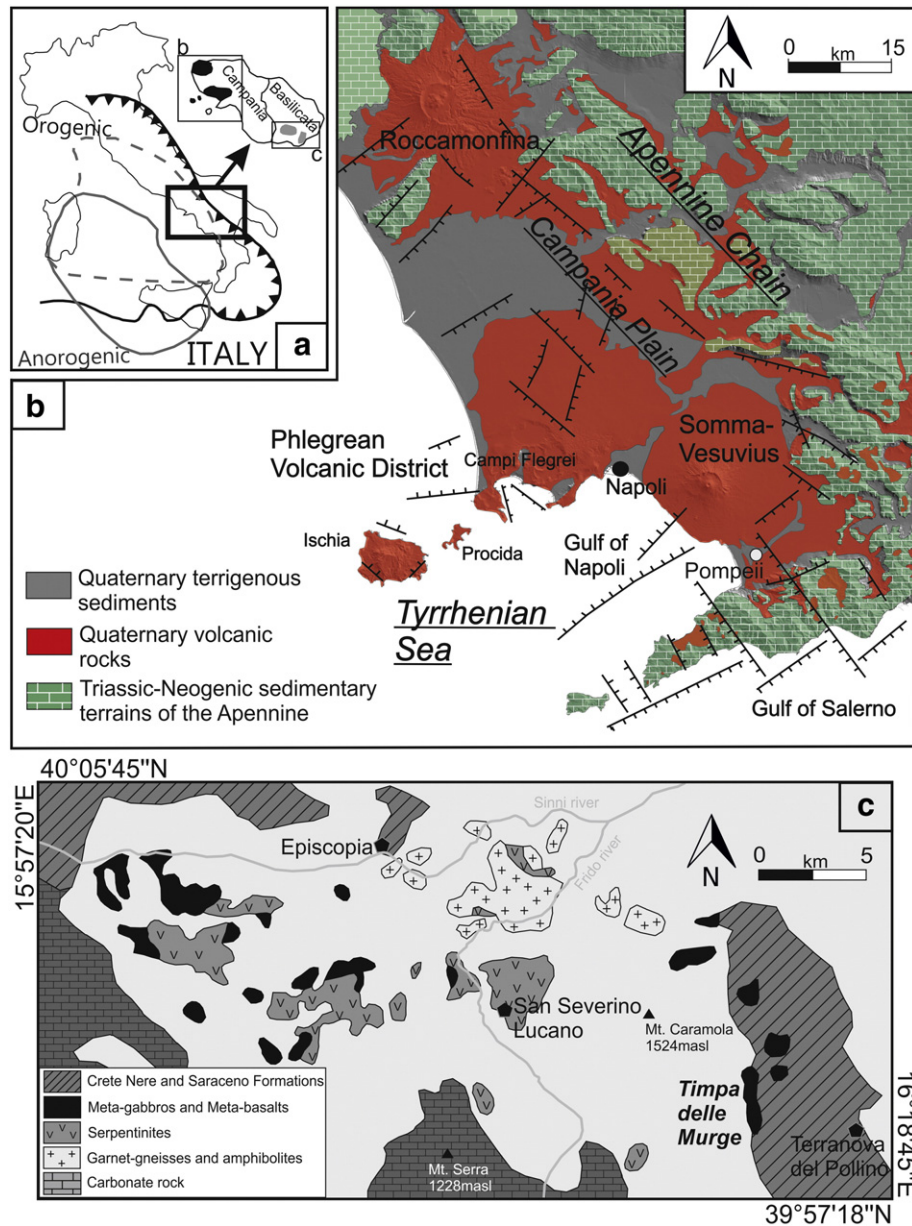 b
Campania
Basilicata
c
Orogenic
Anorogenic
ITALY
a
0 15
km
N
Roccamonfina
Apennine Chain
Campania Plain
b
Phlegrean
Volcanic District
Campi Flegrei
Somma-
Vesuvius
Napoli
Ischia
Procida
Gulf of
Napoli
Pompeii
Tyrrhenian
Sea
Gulf of Salerno
Quaternary terrigenous
sediments
Quaternary volcanic
rocks
Triassic-Neogenic sedimentary
terrains of the Apennine
40°05'45"N
15°57'20"E
c
Sinni river
Episcopia
Frido river
N
0 5
km
San Severino
Lucano
Mt. Caramola
1524masl
Timpa
delle
Murge
Terranova
del Pollino
Mt. Serra
1228masl
Crete Nere and Saraceno Formations
Meta-gabbros and Meta-basalts
Serpentinites
Garnet-gneisses and amphibolites
Carbonate rock
16°18'45"E
39°57'18"N